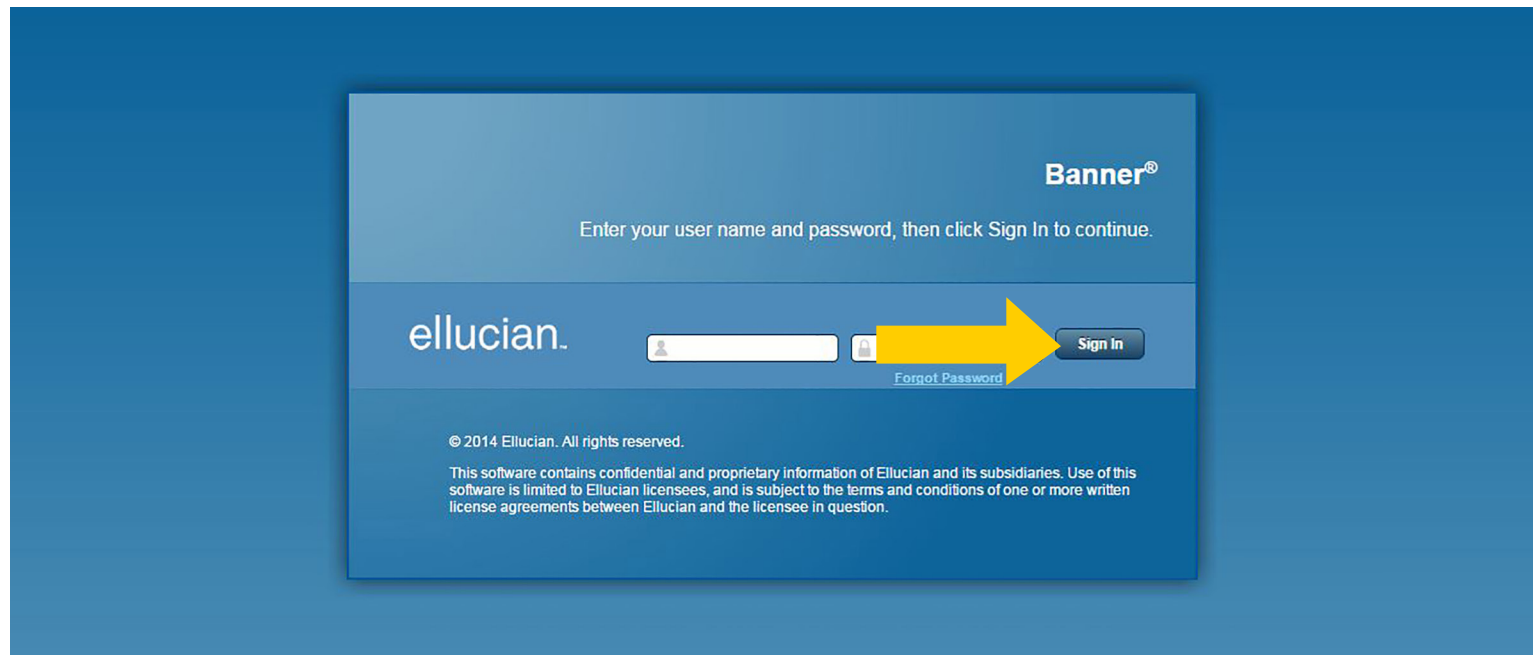 Banner®
Enter your user name and password, then click Sign In to continue.
ellucian™
Sign In
Forgot Password
© 2014 Ellucian. All rights reserved.
This software contains confidential and proprietary information of Ellucian and its subsidiaries. Use of this
software is limited to Ellucian licensees, and is subject to the terms and conditions of one or more written
license agreements between Ellucian and the licensee in question.